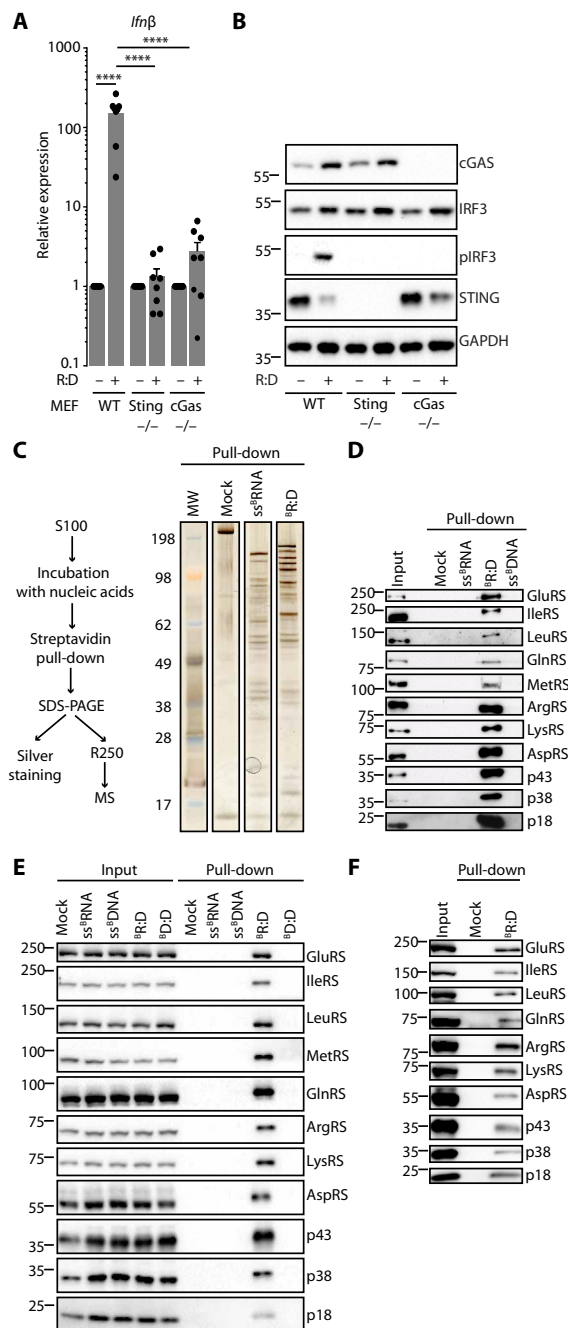 A
Ifnβ
****
****
****
Relative expression
1000
100
10
1
0.1
R:D
– + – + – +
MEF
WT Sting cGas
–/– –/–
B
55 cGAS
IRF3
55 pIRF3
STING
35
GAPDH
35
R:D – + – + – +
WT Sting cGas
–/– –/–
C
S100
Incubation
with nucleic acids
Streptavidin
pull-down
SDS-PAGE
Silver
staining
R250
MS
Pull-down
MW
Mock
ssᴮRNA
ᴮR:D
198
98
62
49
38
28
17
D
Pull-down
Input
Mock
ssᴮRNA
ᴮR:D
ssᴮDNA
250 GluRS
250 IleRS
150 LeuRS
GlnRS
75
MetRS
100
ArgRS
75
75 LysRS
AspRS
55
35 p43
35 p38
25 p18
E
Input Pull-down
Mock
ssᴮRNA
ssᴮDNA
ᴮR:D
ᴮD:D
Mock
ssᴮRNA
ssᴮDNA
ᴮR:D
ᴮD:D
250 GluRS
250 IleRS
150 LeuRS
100 MetRS
100 GlnRS
75 ArgRS
75 LysRS
AspRS
55
p43
35
35 p38
25 p18
F
Pull-down
Input
Mock
ᴮR:D
250 GluRS
150 IleRS
100 LeuRS
75 GlnRS
75 ArgRS
75 LysRS
55 AspRS
35 p43
35 p38
25 p18